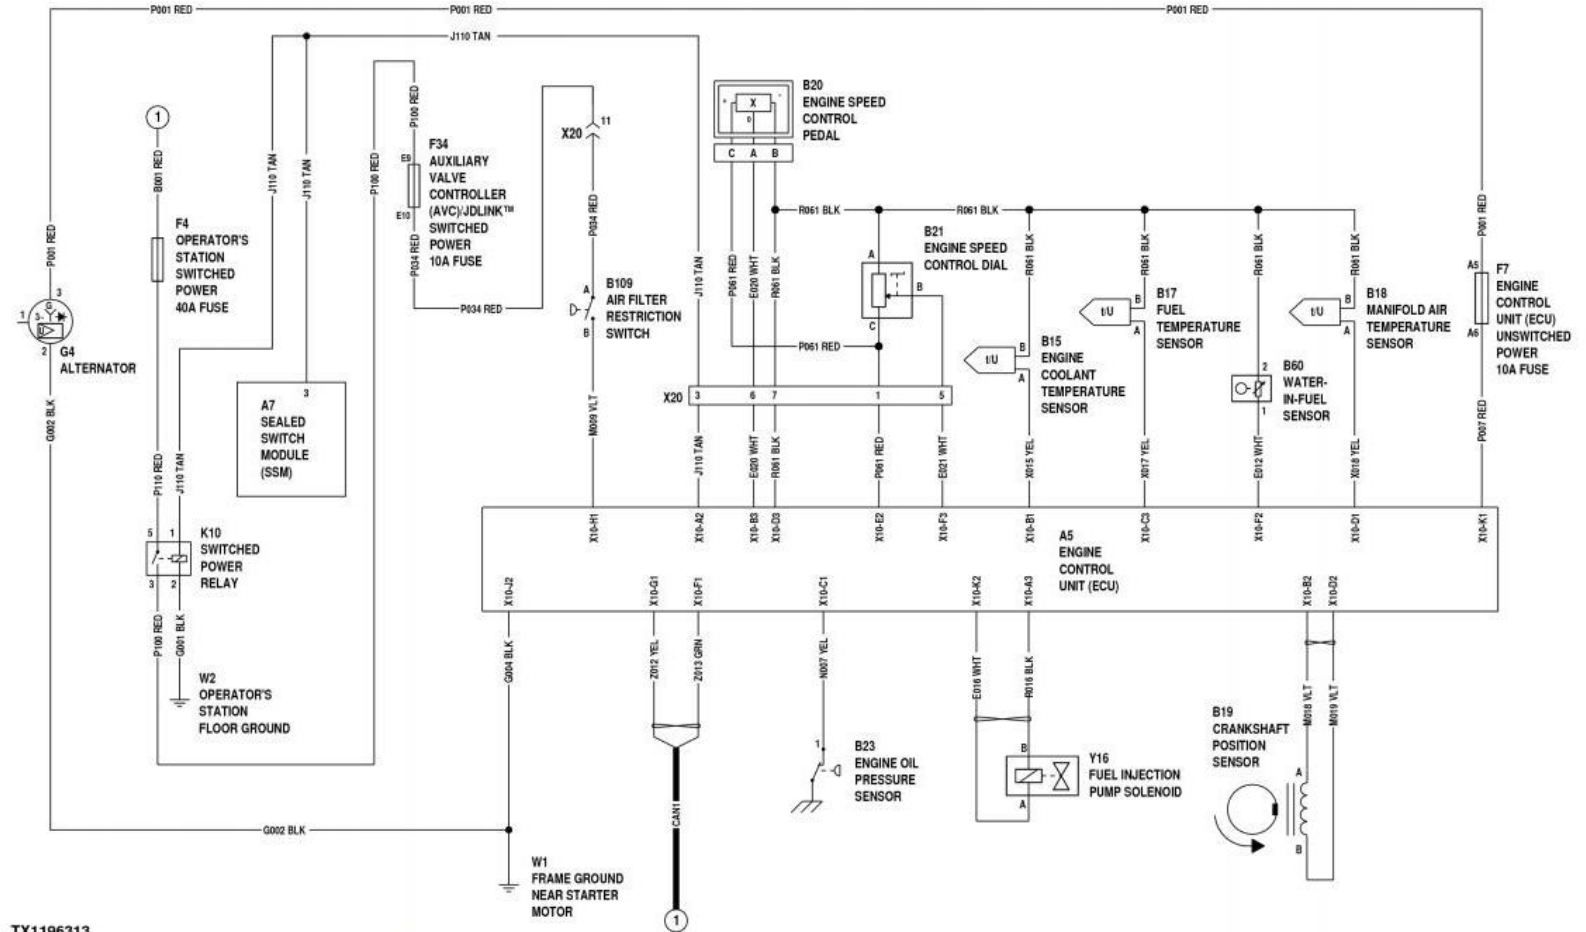 P001 RED
P001 RED
P001 RED
J110 TAN
1
B001 RED
F4
OPERATOR'S
STATION
SWITCHED
POWER
40A FUSE
P110 RED
J110 TAN
J110 TAN
J110 TAN
P100 RED
P100 RED
E9
E10
F34
AUXILIARY
VALVE
CONTROLLER
(AVC)/JDLINK™
SWITCHED
POWER
10A FUSE
P034 RED
P034 RED
X20
11
P034 RED
A
B
B109
AIR FILTER
RESTRICTION
SWITCH
M009 VLT
P001 RED
3
1
G
3~
U
2
G4
ALTERNATOR
G002 BLK
3
A7
SEALED
SWITCH
MODULE
(SSM)
5
1
3
2
K10
SWITCHED
POWER
RELAY
P100 RED
G001 BLK
W2
OPERATOR'S
STATION
FLOOR GROUND
G002 BLK
B20
ENGINE SPEED
CONTROL
PEDAL
+
X
-
D
C A B
R061 BLK
R061 BLK
J110 TAN
P061 RED
E020 WHT
R061 BLK
P061 RED
B21
ENGINE SPEED
CONTROL DIAL
A
B
C
X20
3
6
7
1
5
J110 TAN
E020 WHT
R061 BLK
P061 RED
E021 WHT
R061 BLK
t/U
B
A
B15
ENGINE
COOLANT
TEMPERATURE
SENSOR
X015 YEL
R061 BLK
t/U
B
A
B17
FUEL
TEMPERATURE
SENSOR
X017 YEL
R061 BLK
2
1
B60
WATER-
IN-FUEL
SENSOR
E012 WHT
R061 BLK
t/U
B
A
B18
MANIFOLD AIR
TEMPERATURE
SENSOR
X018 YEL
P001 RED
A5
A6
F7
ENGINE
CONTROL
UNIT (ECU)
UNSWITCHED
POWER
10A FUSE
P007 RED
X10-H1
X10-A2
X10-B3
X10-D3
X10-E2
X10-F3
X10-B1
X10-C3
X10-F2
X10-D1
X10-K1
A5
ENGINE
CONTROL
UNIT (ECU)
X10-J2
X10-G1
X10-F1
X10-C1
X10-K2
X10-A3
X10-B2
X10-D2
G004 BLK
Z012 YEL
Z013 GRN
N007 YEL
E016 WHT
R016 BLK
M018 VLT
M019 VLT
W1
FRAME GROUND
NEAR STARTER
MOTOR
CAN1
1
1
B23
ENGINE OIL
PRESSURE
SENSOR
B
A
Y16
FUEL INJECTION
PUMP SOLENOID
B19
CRANKSHAFT
POSITION
SENSOR
A
B
TX1196313